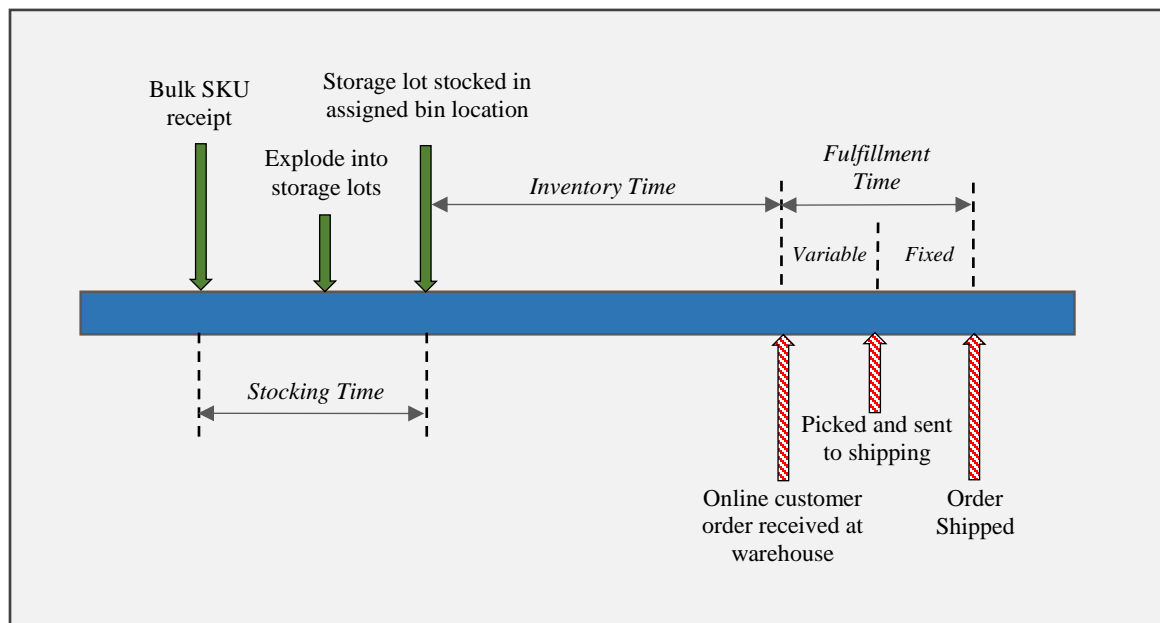 Bulk SKU
receipt
Explode into
storage lots
Storage lot stocked in
assigned bin location
Inventory Time
Fulfillment
Time
Variable
Fixed
Stocking Time
Online customer
order received at
warehouse
Picked and sent
to shipping
Order
Shipped